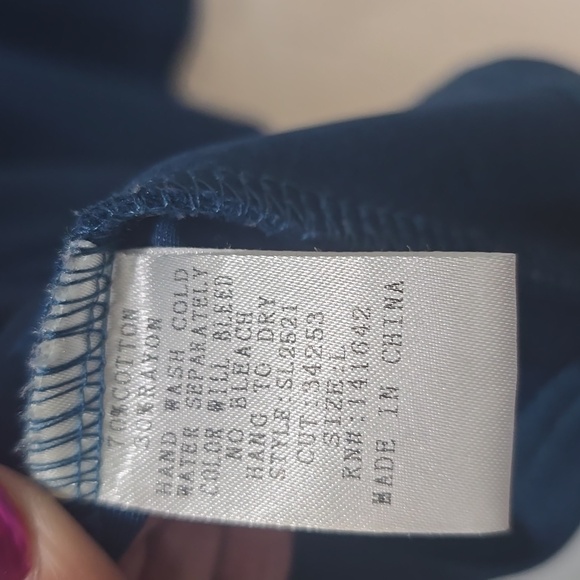 70%COTTON
30%RAYON
HAND WASH COLD
WATER SEPARATELY
COLOR WILL BLEED
NO BLEACH
HANG TO DRY
STYLE:SL2521
CUT:34253
SIZE:L
RN#:141642
MADE IN CHINA